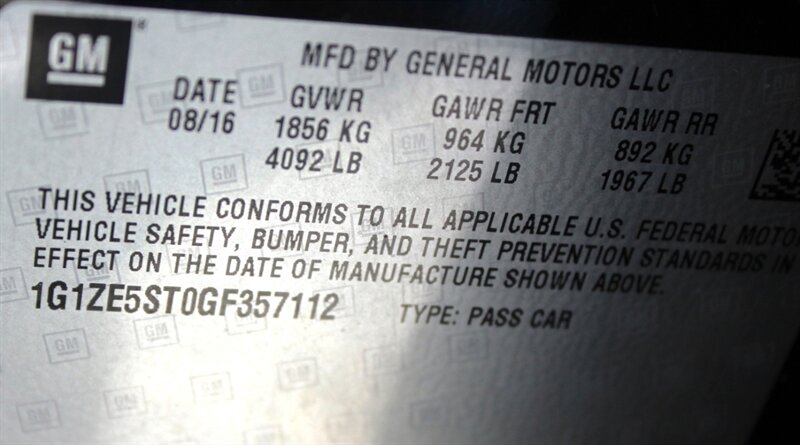 GM
MFD BY GENERAL MOTORS LLC
DATE GVWR GAWR FRT GAWR RR
08/16 1856 KG 964 KG 892 KG
4092 LB 2125 LB 1967 LB
THIS VEHICLE CONFORMS TO ALL APPLICABLE U.S. FEDERAL MOTO
VEHICLE SAFETY, BUMPER, AND THEFT PREVENTION STANDARDS IN
EFFECT ON THE DATE OF MANUFACTURE SHOWN ABOVE.
1G1ZE5ST0GF357112 TYPE: PASS CAR